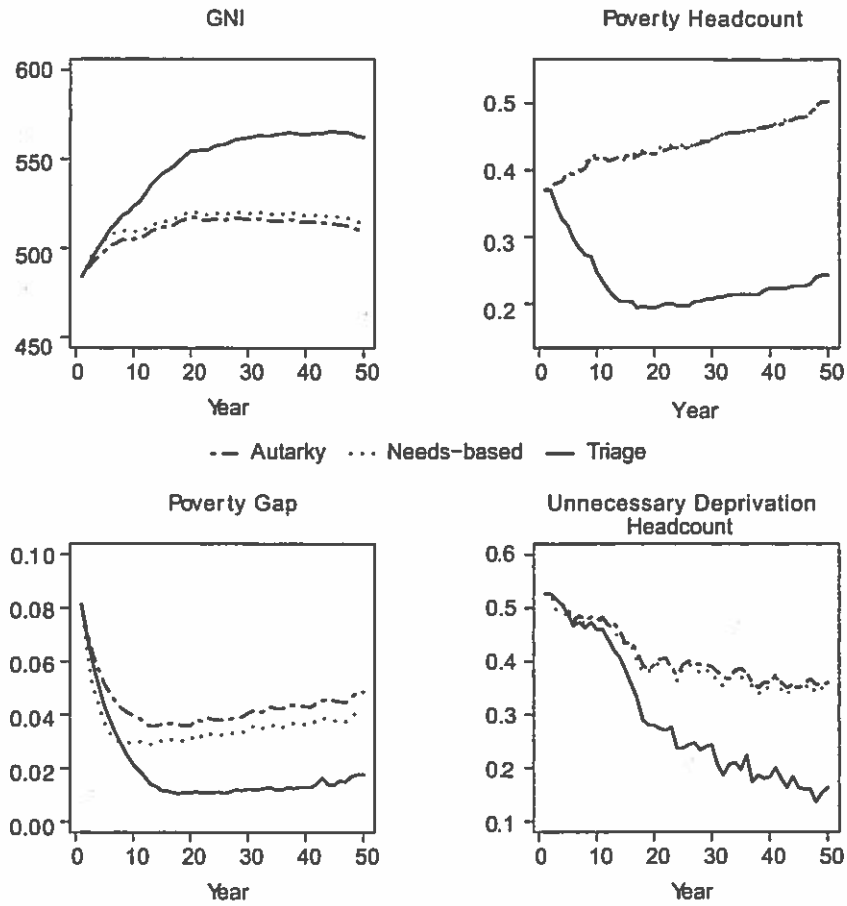 GNI
600
550
500
450
0 10 20 30 40 50
Year
Poverty Headcount
0.5
0.4
0.3
0.2
0 10 20 30 40 50
Year
Autarky Needs-based Triage
Poverty Gap
0.10
0.08
0.06
0.04
0.02
0.00
0 10 20 30 40 50
Year
Unnecessary Deprivation
Headcount
0.6
0.5
0.4
0.3
0.2
0.1
0 10 20 30 40 50
Year